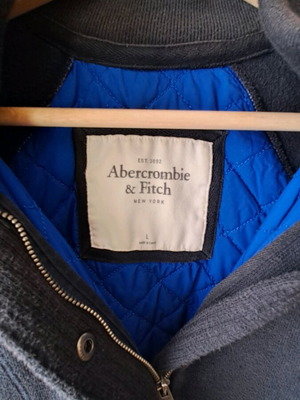 EST. 1892
Abercrombie
& Fitch
NEW YORK
L